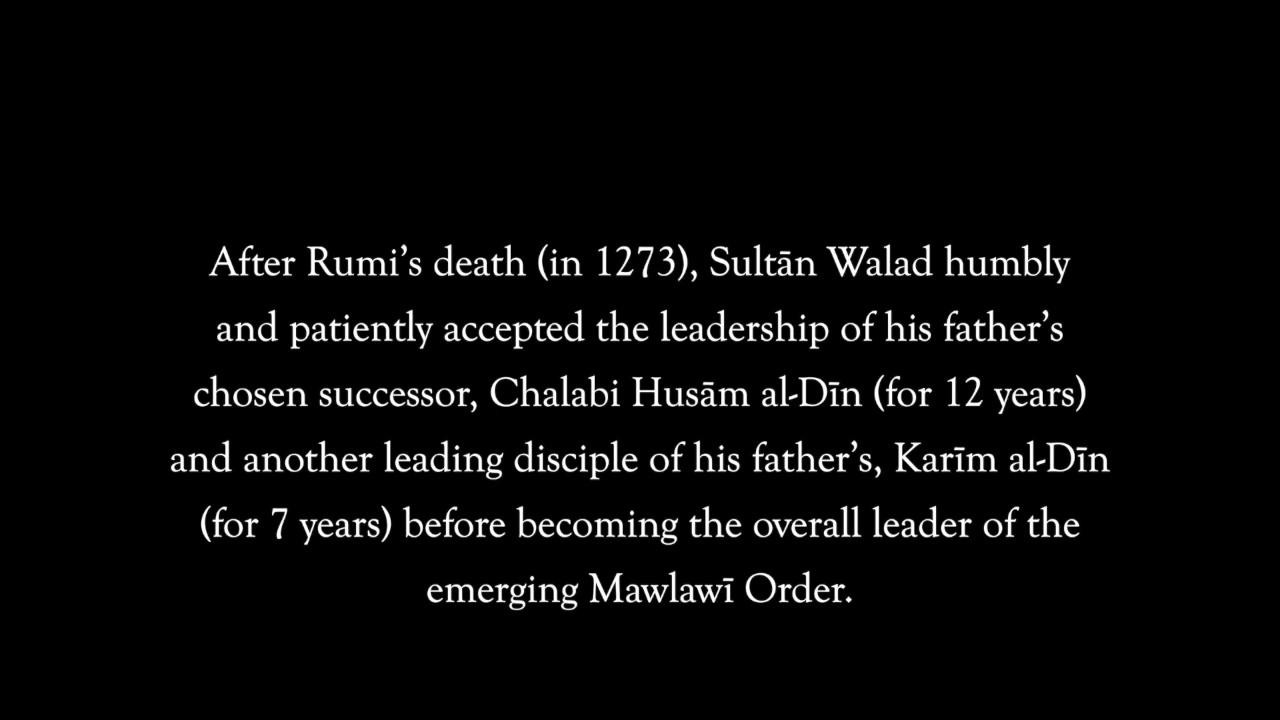 After Rumi’s death (in 1273), Sultān Walad humbly
and patiently accepted the leadership of his father’s
chosen successor, Chalabi Husām al-Dīn (for 12 years)
and another leading disciple of his father’s, Karīm al-Dīn
(for 7 years) before becoming the overall leader of the
emerging Mawlawī Order.